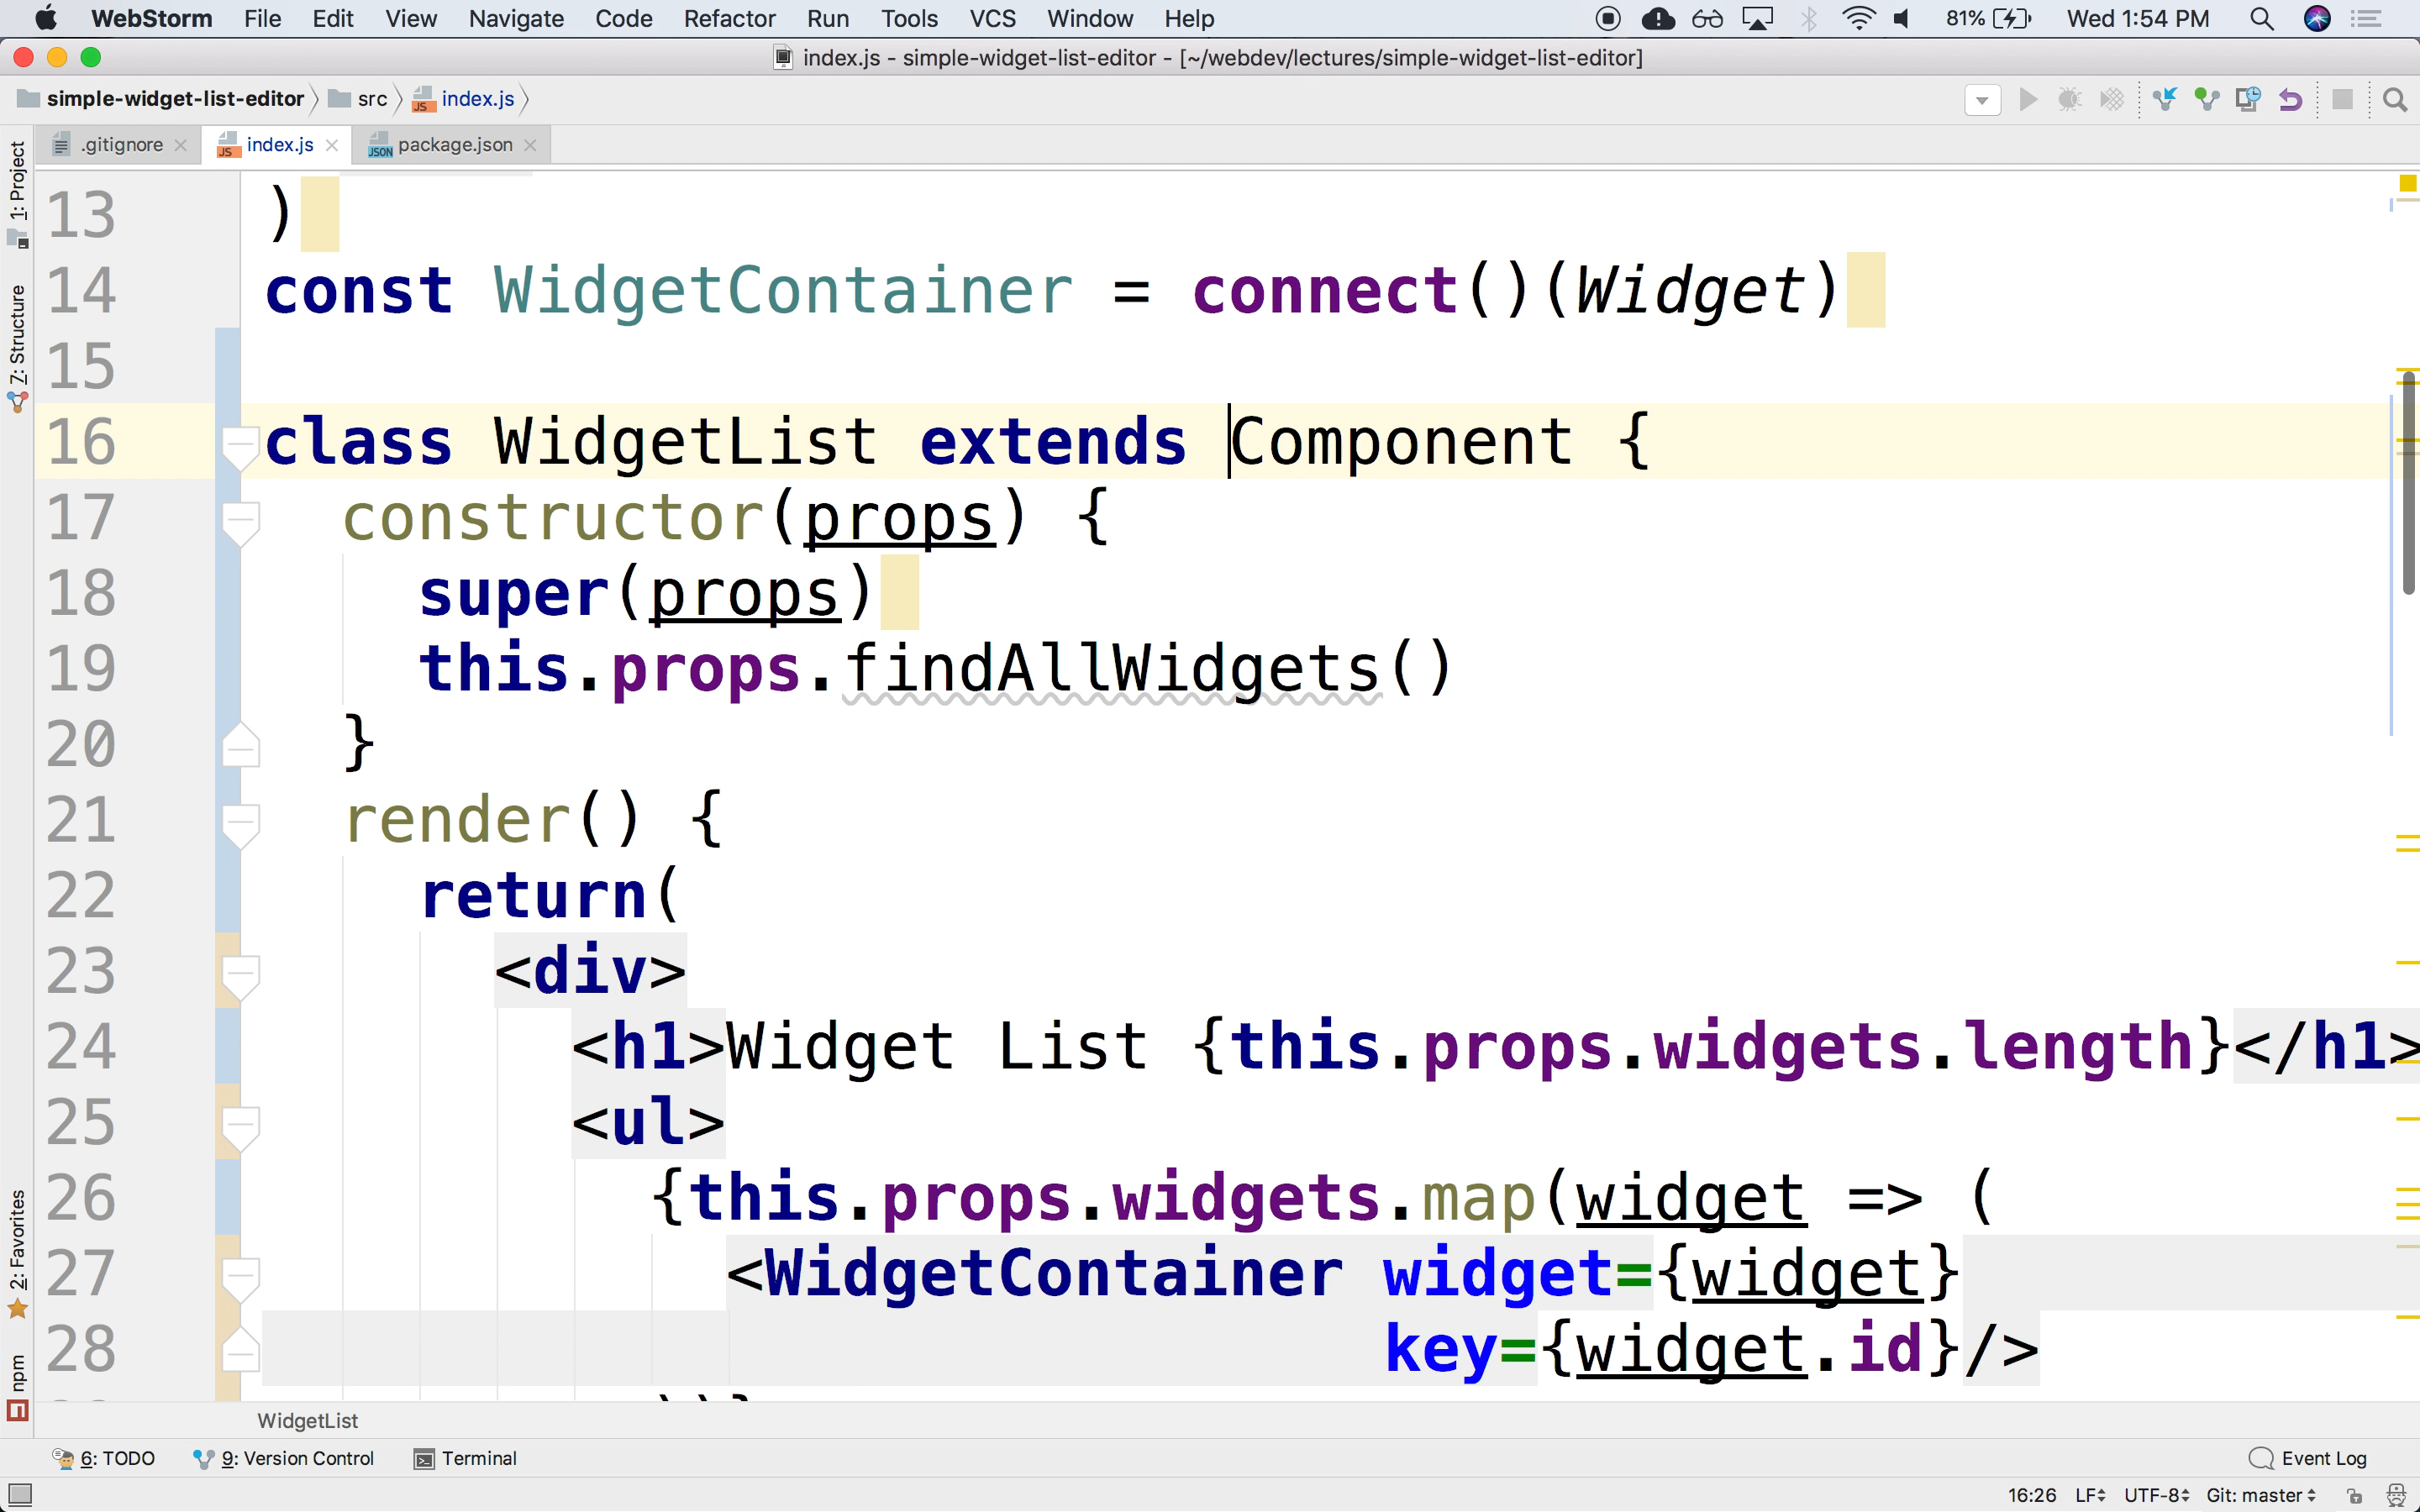 WebStorm File Edit View Navigate Code Refactor Run Tools VCS Window Help 81% Wed 1:54 PM
index.js - simple-widget-list-editor - [~/webdev/lectures/simple-widget-list-editor]
simple-widget-list-editor src index.js
.gitignore index.js package.json
1: Project
7: Structure
2: Favorites
npm
13 )
14 const WidgetContainer = connect()(Widget)
15
16 class WidgetList extends Component {
17 constructor(props) {
18 super(props)
19 this.props.findAllWidgets()
20 }
21 render() {
22 return(
23 <div>
24 <h1>Widget List {this.props.widgets.length}</h1>
25 <ul>
26 {this.props.widgets.map(widget => (
27 <WidgetContainer widget={widget}
28 key={widget.id}/>
WidgetList
6: TODO 9: Version Control Terminal Event Log
16:26 LF UTF-8 Git: master